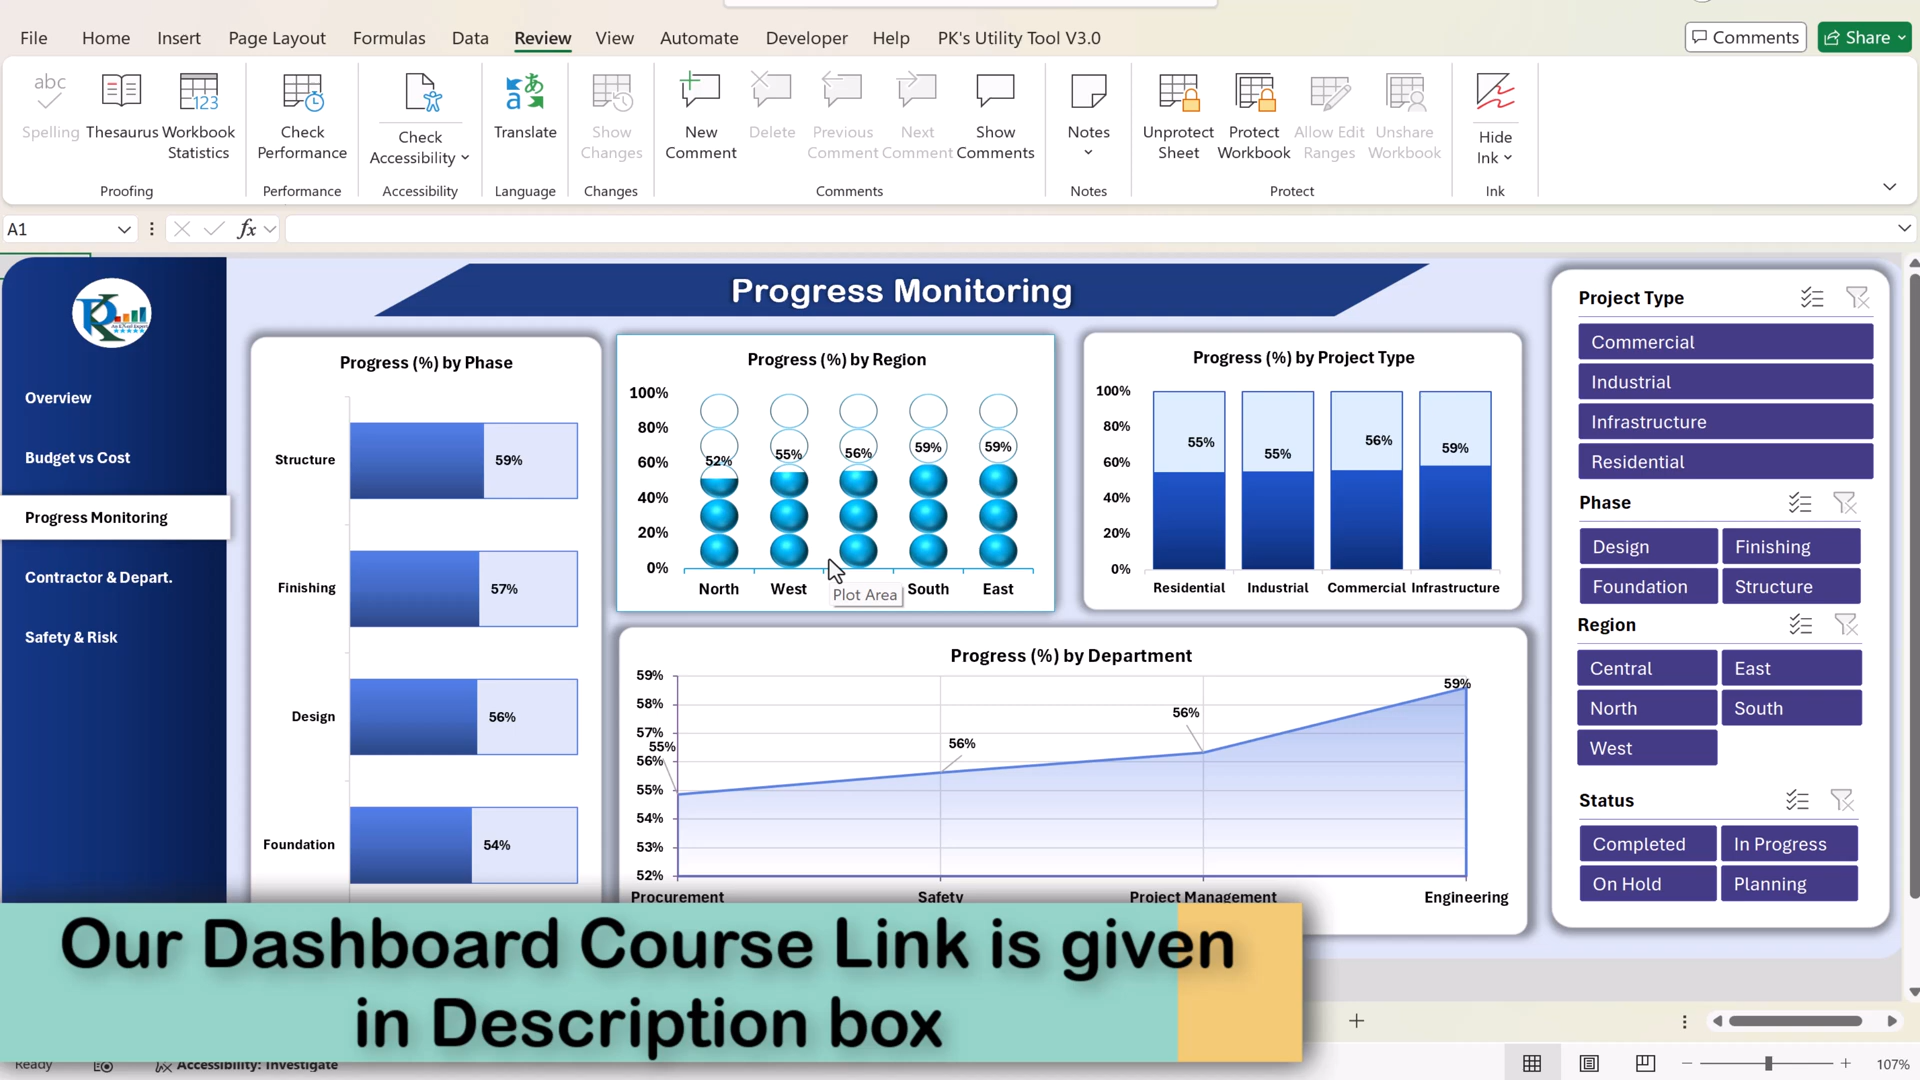 File Home Insert Page Layout Formulas Data Review View Automate Developer Help PK's Utility Tool V3.0 Comments Share
abc
Spelling Thesaurus Workbook Statistics
Check Performance
Check Accessibility
Translate
Show Changes
New Comment Delete Previous Comment Next Comment Show Comments
Notes
Unprotect Sheet Protect Workbook Allow Edit Ranges Unshare Workbook
Hide Ink
Proofing Performance Accessibility Language Changes Comments Notes Protect Ink
A1 fx
Progress Monitoring
Overview
Budget vs Cost
Progress Monitoring
Contractor & Depart.
Safety & Risk
Progress (%) by Phase
Structure 59%
Finishing 57%
Design 56%
Foundation 54%
Progress (%) by Region
100%
80%
60%
40%
20%
0%
52% 55% 56% 59% 59%
North West South East
Plot Area
Progress (%) by Project Type
100%
80%
60%
40%
20%
0%
55% 55% 56% 59%
Residential Industrial Commercial Infrastructure
Progress (%) by Department
59%
58%
57%
56%
55%
54%
53%
52%
55% 56% 56% 59%
Procurement Safety Project Management Engineering
Project Type
Commercial
Industrial
Infrastructure
Residential
Phase
Design Finishing
Foundation Structure
Region
Central East
North South
West
Status
Completed In Progress
On Hold Planning
Our Dashboard Course Link is given
in Description box
Ready Accessibility: Investigate 107%